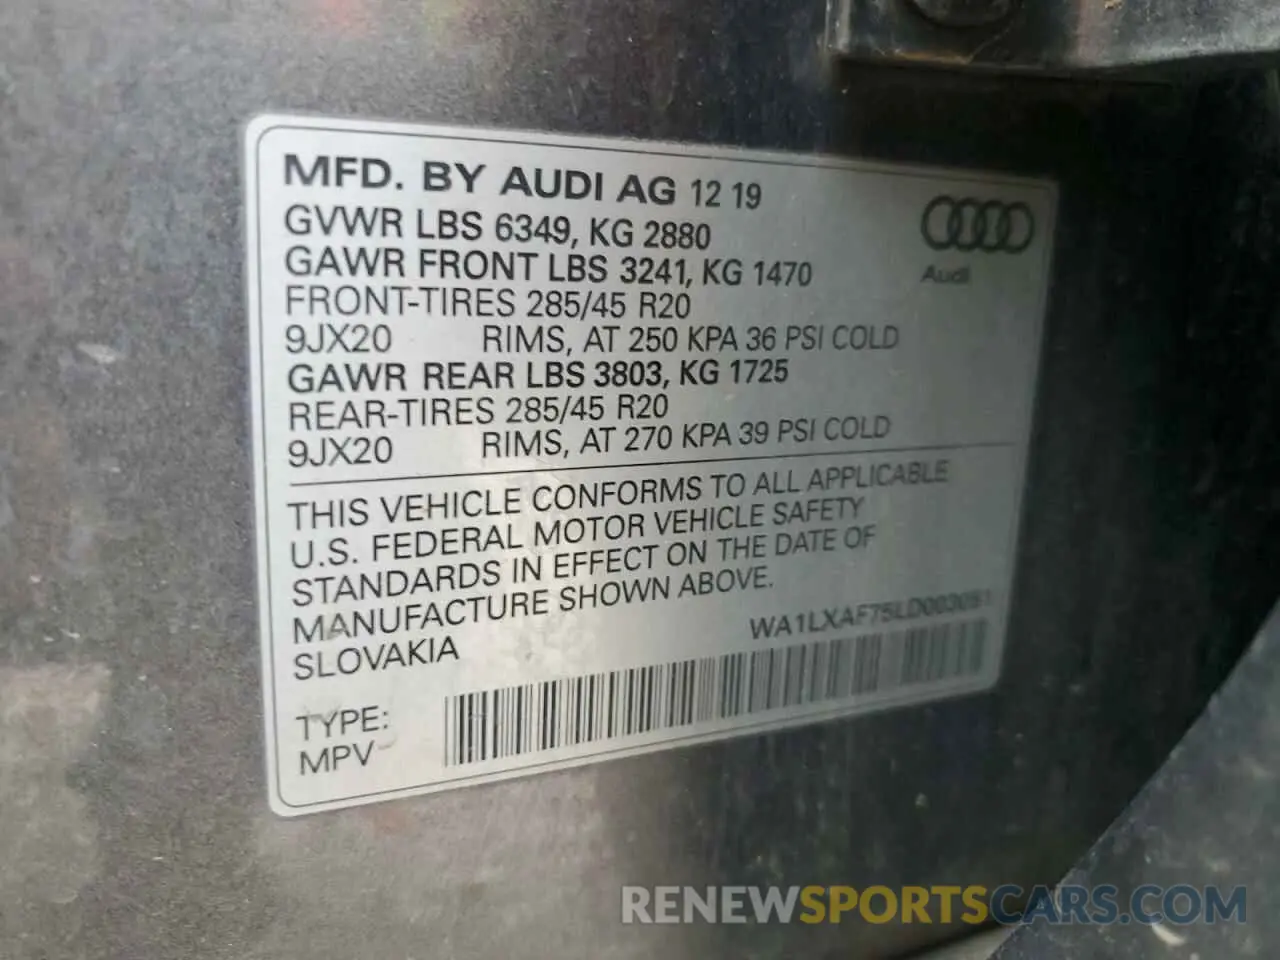 MFD. BY AUDI AG 12 19
GVWR LBS 6349, KG 2880
GAWR FRONT LBS 3241, KG 1470
FRONT-TIRES 285/45 R20
9JX20 RIMS, AT 250 KPA 36 PSI COLD
GAWR REAR LBS 3803, KG 1725
REAR-TIRES 285/45 R20
9JX20 RIMS, AT 270 KPA 39 PSI COLD
Audi
THIS VEHICLE CONFORMS TO ALL APPLICABLE
U.S. FEDERAL MOTOR VEHICLE SAFETY
STANDARDS IN EFFECT ON THE DATE OF
MANUFACTURE SHOWN ABOVE.
SLOVAKIA
WA1LXAF75LD003051
TYPE:
MPV
RENEWSPORTSCARS.COM